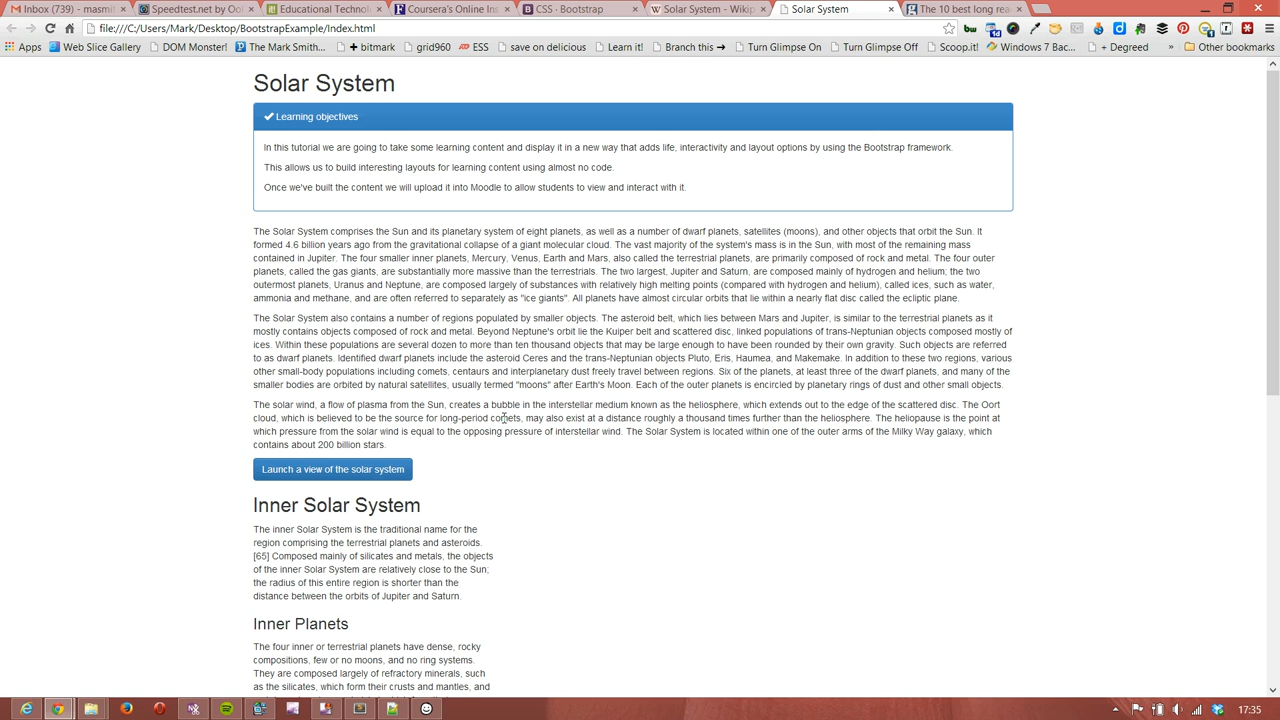 Inbox (739) - masmit
Speedtest.net by Ool
Educational Technol
Coursera's Online Ins
CSS · Bootstrap
Solar System - Wikip
Solar System
The 10 best long rea
file:///C:/Users/Mark/Desktop/BootstrapExample/Index.html
Apps
Web Slice Gallery
DOM Monster!
The Mark Smith...
+ bitmark
grid960
ESS
save on delicious
Learn it!
Branch this →
Turn Glimpse On
Turn Glimpse Off
Scoop.it!
Windows 7 Bac...
+ Degreed
»
Other bookmarks
Solar System
Learning objectives
In this tutorial we are going to take some learning content and display it in a new way that adds life, interactivity and layout options by using the Bootstrap framework.
This allows us to build interesting layouts for learning content using almost no code.
Once we've built the content we will upload it into Moodle to allow students to view and interact with it.
The Solar System comprises the Sun and its planetary system of eight planets, as well as a number of dwarf planets, satellites (moons), and other objects that orbit the Sun. It
formed 4.6 billion years ago from the gravitational collapse of a giant molecular cloud. The vast majority of the system's mass is in the Sun, with most of the remaining mass
contained in Jupiter. The four smaller inner planets, Mercury, Venus, Earth and Mars, also called the terrestrial planets, are primarily composed of rock and metal. The four outer
planets, called the gas giants, are substantially more massive than the terrestrials. The two largest, Jupiter and Saturn, are composed mainly of hydrogen and helium; the two
outermost planets, Uranus and Neptune, are composed largely of substances with relatively high melting points (compared with hydrogen and helium), called ices, such as water,
ammonia and methane, and are often referred to separately as "ice giants". All planets have almost circular orbits that lie within a nearly flat disc called the ecliptic plane.
The Solar System also contains a number of regions populated by smaller objects. The asteroid belt, which lies between Mars and Jupiter, is similar to the terrestrial planets as it
mostly contains objects composed of rock and metal. Beyond Neptune's orbit lie the Kuiper belt and scattered disc, linked populations of trans-Neptunian objects composed mostly of
ices. Within these populations are several dozen to more than ten thousand objects that may be large enough to have been rounded by their own gravity. Such objects are referred
to as dwarf planets. Identified dwarf planets include the asteroid Ceres and the trans-Neptunian objects Pluto, Eris, Haumea, and Makemake. In addition to these two regions, various
other small-body populations including comets, centaurs and interplanetary dust freely travel between regions. Six of the planets, at least three of the dwarf planets, and many of the
smaller bodies are orbited by natural satellites, usually termed "moons" after Earth's Moon. Each of the outer planets is encircled by planetary rings of dust and other small objects.
The solar wind, a flow of plasma from the Sun, creates a bubble in the interstellar medium known as the heliosphere, which extends out to the edge of the scattered disc. The Oort
cloud, which is believed to be the source for long-period comets, may also exist at a distance roughly a thousand times further than the heliosphere. The heliopause is the point at
which pressure from the solar wind is equal to the opposing pressure of interstellar wind. The Solar System is located within one of the outer arms of the Milky Way galaxy, which
contains about 200 billion stars.
Launch a view of the solar system
Inner Solar System
The inner Solar System is the traditional name for the
region comprising the terrestrial planets and asteroids.
[65] Composed mainly of silicates and metals, the objects
of the inner Solar System are relatively close to the Sun;
the radius of this entire region is shorter than the
distance between the orbits of Jupiter and Saturn.
Inner Planets
The four inner or terrestrial planets have dense, rocky
compositions, few or no moons, and no ring systems.
They are composed largely of refractory minerals, such
as the silicates, which form their crusts and mantles, and
17:35